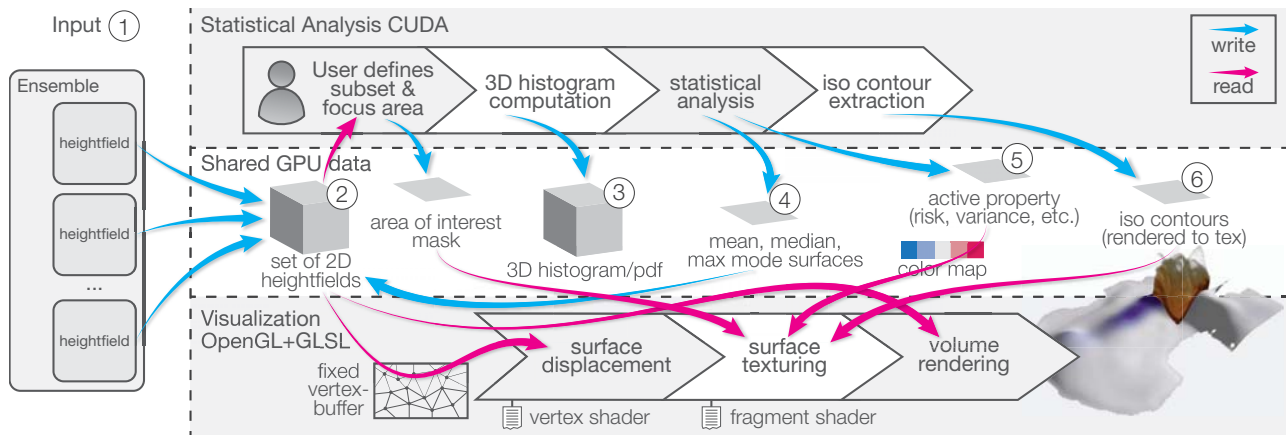 Input 1
Ensemble
heightfield
heightfield
...
heightfield
Statistical Analysis CUDA
User defines
subset &
focus area
3D histogram
computation
statistical
analysis
iso contour
extraction
write
read
Shared GPU data
2
set of 2D
heightfields
area of interest
mask
3
3D histogram/pdf
4
mean, median,
max mode surfaces
5
active property
(risk, variance, etc.)
color map
6
iso contours
(rendered to tex)
Visualization
OpenGL+GLSL
fixed
vertex-
buffer
surface
displacement
surface
texturing
volume
rendering
vertex shader
fragment shader